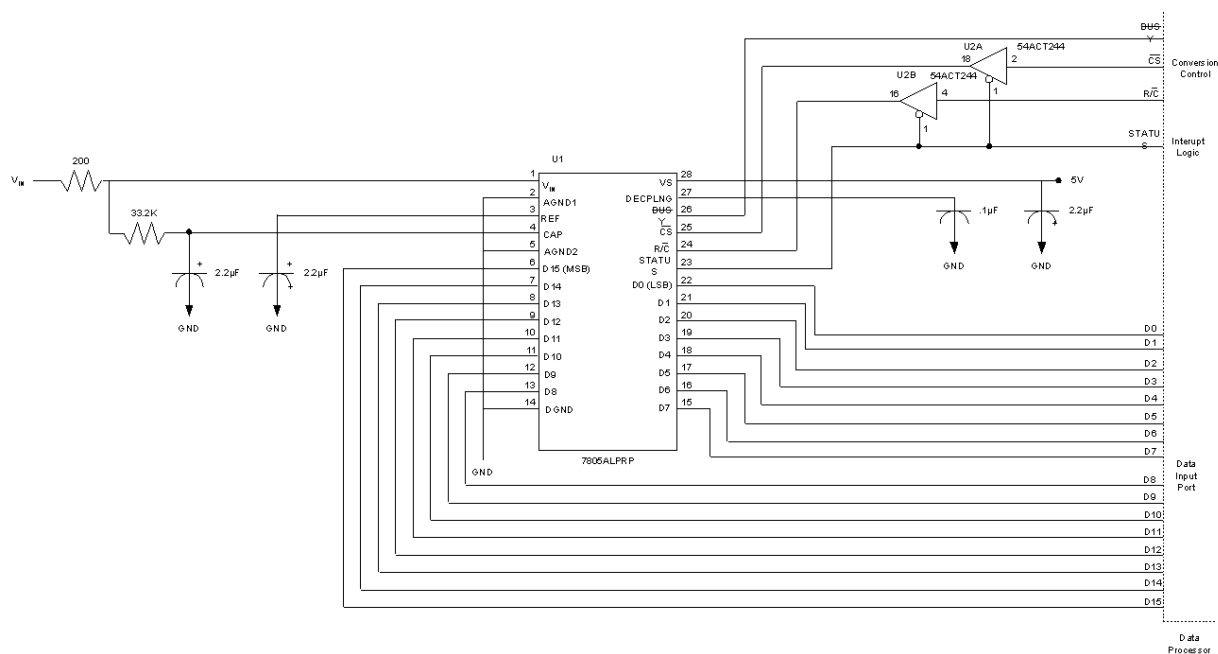 BUS
Y
U2A 54ACT244
18 2 CS
Conversion
Control
U2B 54ACT244
16 4 1 R/C
1
STATU
S
Interupt
Logic
200
U1
V_IN
1 V_IN
2 AGND1
3 REF
4 CAP
5 AGND2
6 D15 (MSB)
7 D14
8 D13
9 D12
10 D11
11 D10
12 D9
13 D8
14 DGND
28 VS
27 DECPLNG
26 BUS
Y
25 CS
24 R/C
23 STATU
S
22 D0 (LSB)
21 D1
20 D2
19 D3
18 D4
17 D5
16 D6
15 D7
7805ALPRP
33.2K
+ 2.2µF
GND
+ 2.2µF
+
GND
GND
5V
.1µF
GND
2.2µF
+
GND
D0
D1
D2
D3
D4
D5
D6
D7
D8
D9
D10
D11
D12
D13
D14
D15
Data
Input
Port
Data
Processor